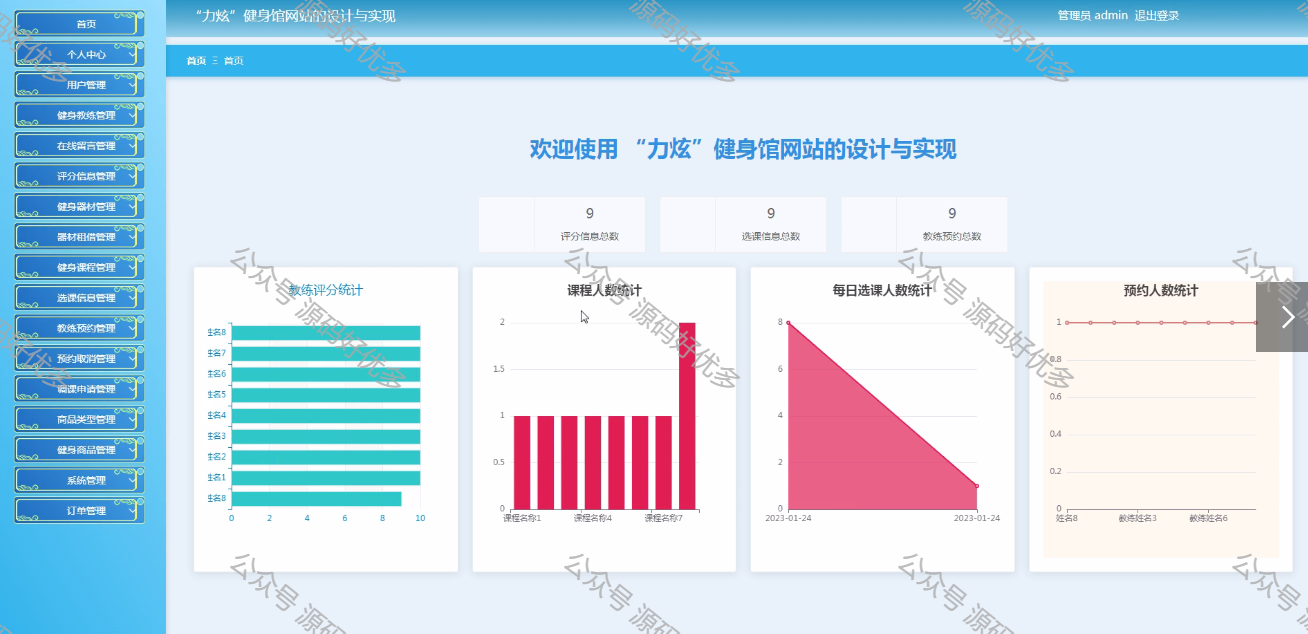 “力炫”健身馆网站的设计与实现
管理员 admin 退出登录
首页 Ξ 首页
首页
个人中心
用户管理
健身教练管理
在线留言管理
评分信息管理
健身器材管理
器材租借管理
健身课程管理
选课信息管理
教练预约管理
预约取消管理
调课申请管理
商品类型管理
健身商品管理
系统管理
订单管理
欢迎使用 “力炫”健身馆网站的设计与实现
9
评分信息总数
9
选课信息总数
9
教练预约总数
教练评分统计
姓名8
姓名7
姓名6
姓名5
姓名4
姓名3
姓名2
姓名1
姓名8
0 2 4 6 8 10
课程人数统计
2
1.5
1
0.5
0
课程名称1 课程名称4 课程名称7
每日选课人数统计
8
6
4
2
0
2023-01-24 2023-01-24
预约人数统计
1
0.8
0.6
0.4
0.2
0
姓名8 教练姓名3 教练姓名6
源码好优多
源码好优多
源码好优多
公众号 源码好优多
公众号 源码好优多
公众号 源码好优多
公众号
公众号 源码
公众号 源码
公众号 源码
公众号